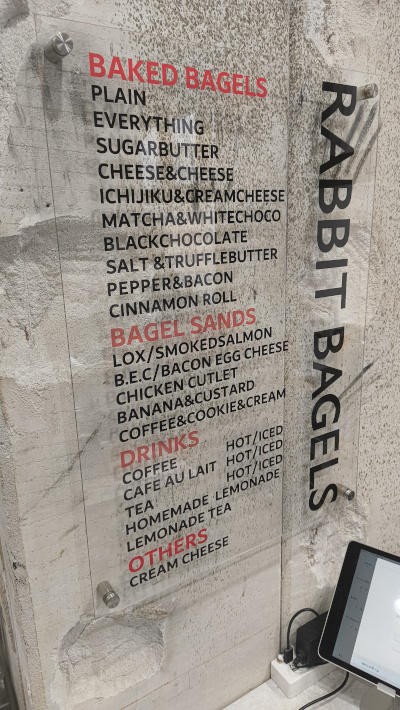 BAKED BAGELS
PLAIN
EVERYTHING
SUGARBUTTER
CHEESE&CHEESE
ICHIJIKU&CREAMCHEESE
MATCHA&WHITECHOCO
BLACKCHOCOLATE
SALT &TRUFFLEBUTTER
PEPPER&BACON
CINNAMON ROLL
BAGEL SANDS
LOX/SMOKEDSALMON
B.E.C/BACON EGG CHEESE
CHICKEN CUTLET
BANANA&CUSTARD
COFFEE&COOKIE&CREAM
DRINKS
COFFEE HOT/ICED
CAFE AU LAIT HOT/ICED
TEA HOT/ICED
HOMEMADE LEMONADE
LEMONADE TEA
OTHERS
CREAM CHEESE
RABBIT BAGELS